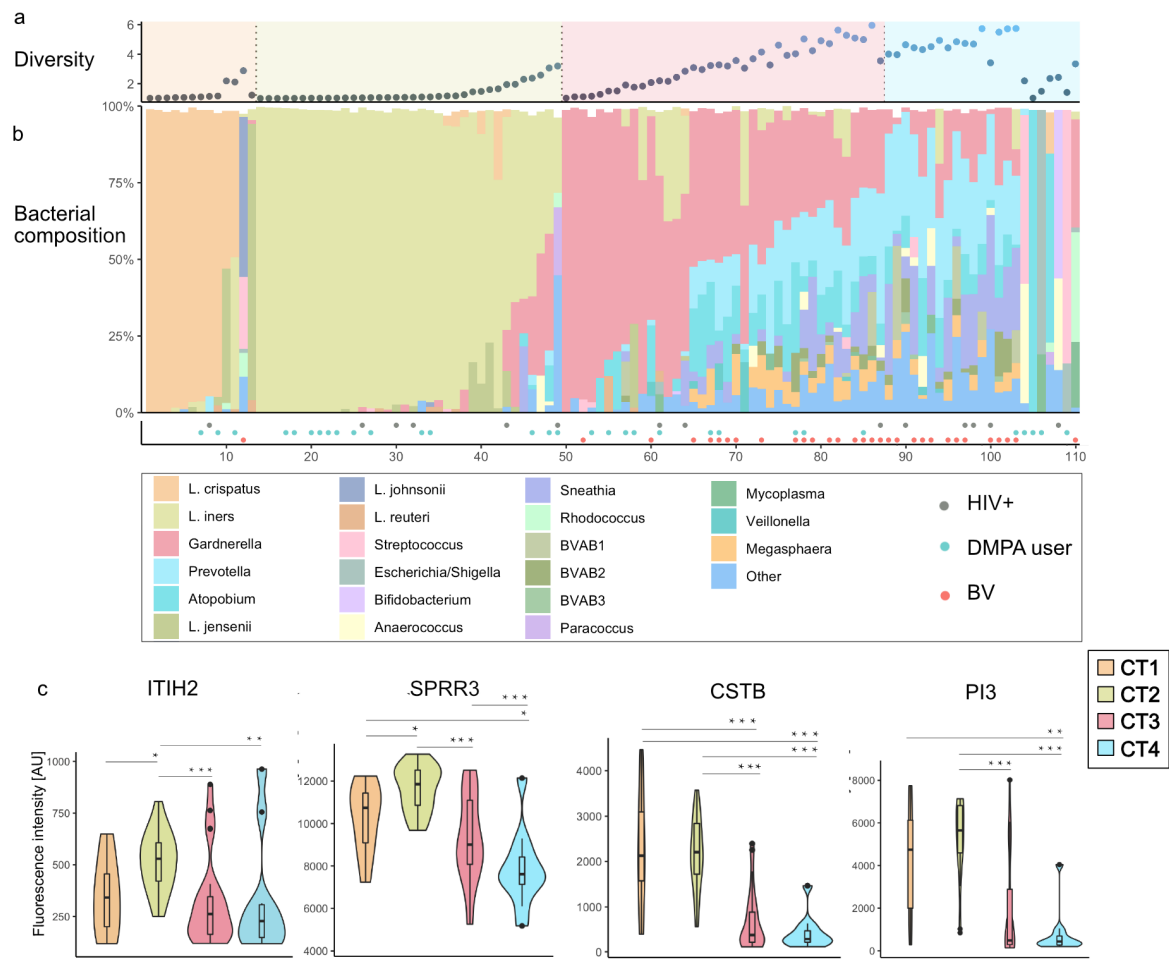 a
Diversity
6
4
2
b
Bacterial
composition
100%
75%
50%
25%
0%
10 20 30 40 50 60 70 80 90 100 110
L. crispatus
L. iners
Gardnerella
Prevotella
Atopobium
L. jensenii
L. johnsonii
L. reuteri
Streptococcus
Escherichia/Shigella
Bifidobacterium
Anaerococcus
Sneathia
Rhodococcus
BVAB1
BVAB2
BVAB3
Paracoccus
Mycoplasma
Veillonella
Megasphaera
Other
HIV+
DMPA user
BV
CT1
CT2
CT3
CT4
c
Fluorescence intensity [AU]
ITIH2
* *
*
* * *
1000
750
500
250
SPRR3
* * *
*
*
* * *
12000
10000
8000
6000
4000
CSTB
* * *
* * *
* * *
* * *
4000
3000
2000
1000
0
PI3
* *
* * *
* * *
8000
6000
4000
2000
0